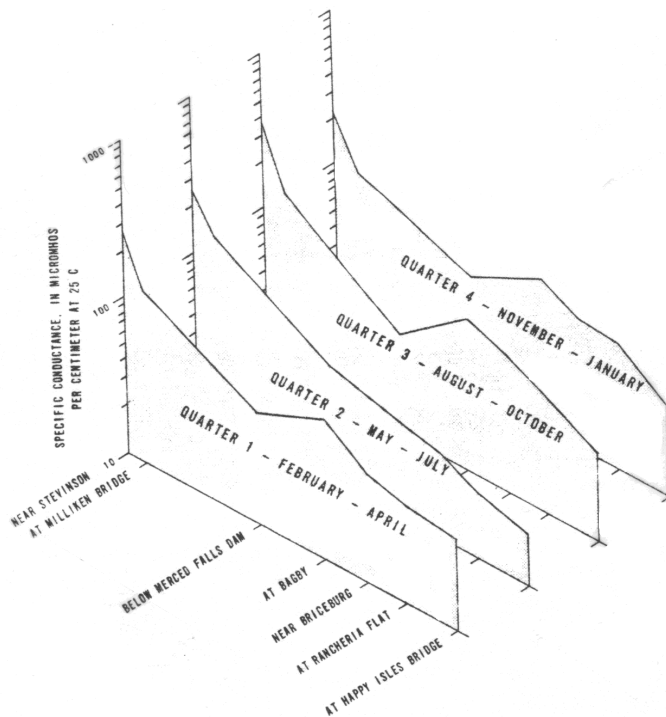 1000
100
10
SPECIFIC CONDUCTANCE, IN MICROMHOS
PER CENTIMETER AT 25 C
QUARTER 4 - NOVEMBER - JANUARY
QUARTER 3 - AUGUST - OCTOBER
QUARTER 2 - MAY - JULY
QUARTER 1 - FEBRUARY - APRIL
NEAR STEVINSON
AT MILLIKEN BRIDGE
BELOW MERCED FALLS DAM
AT BAGBY
NEAR BRICEBURG
AT RANCHERIA FLAT
AT HAPPY ISLES BRIDGE